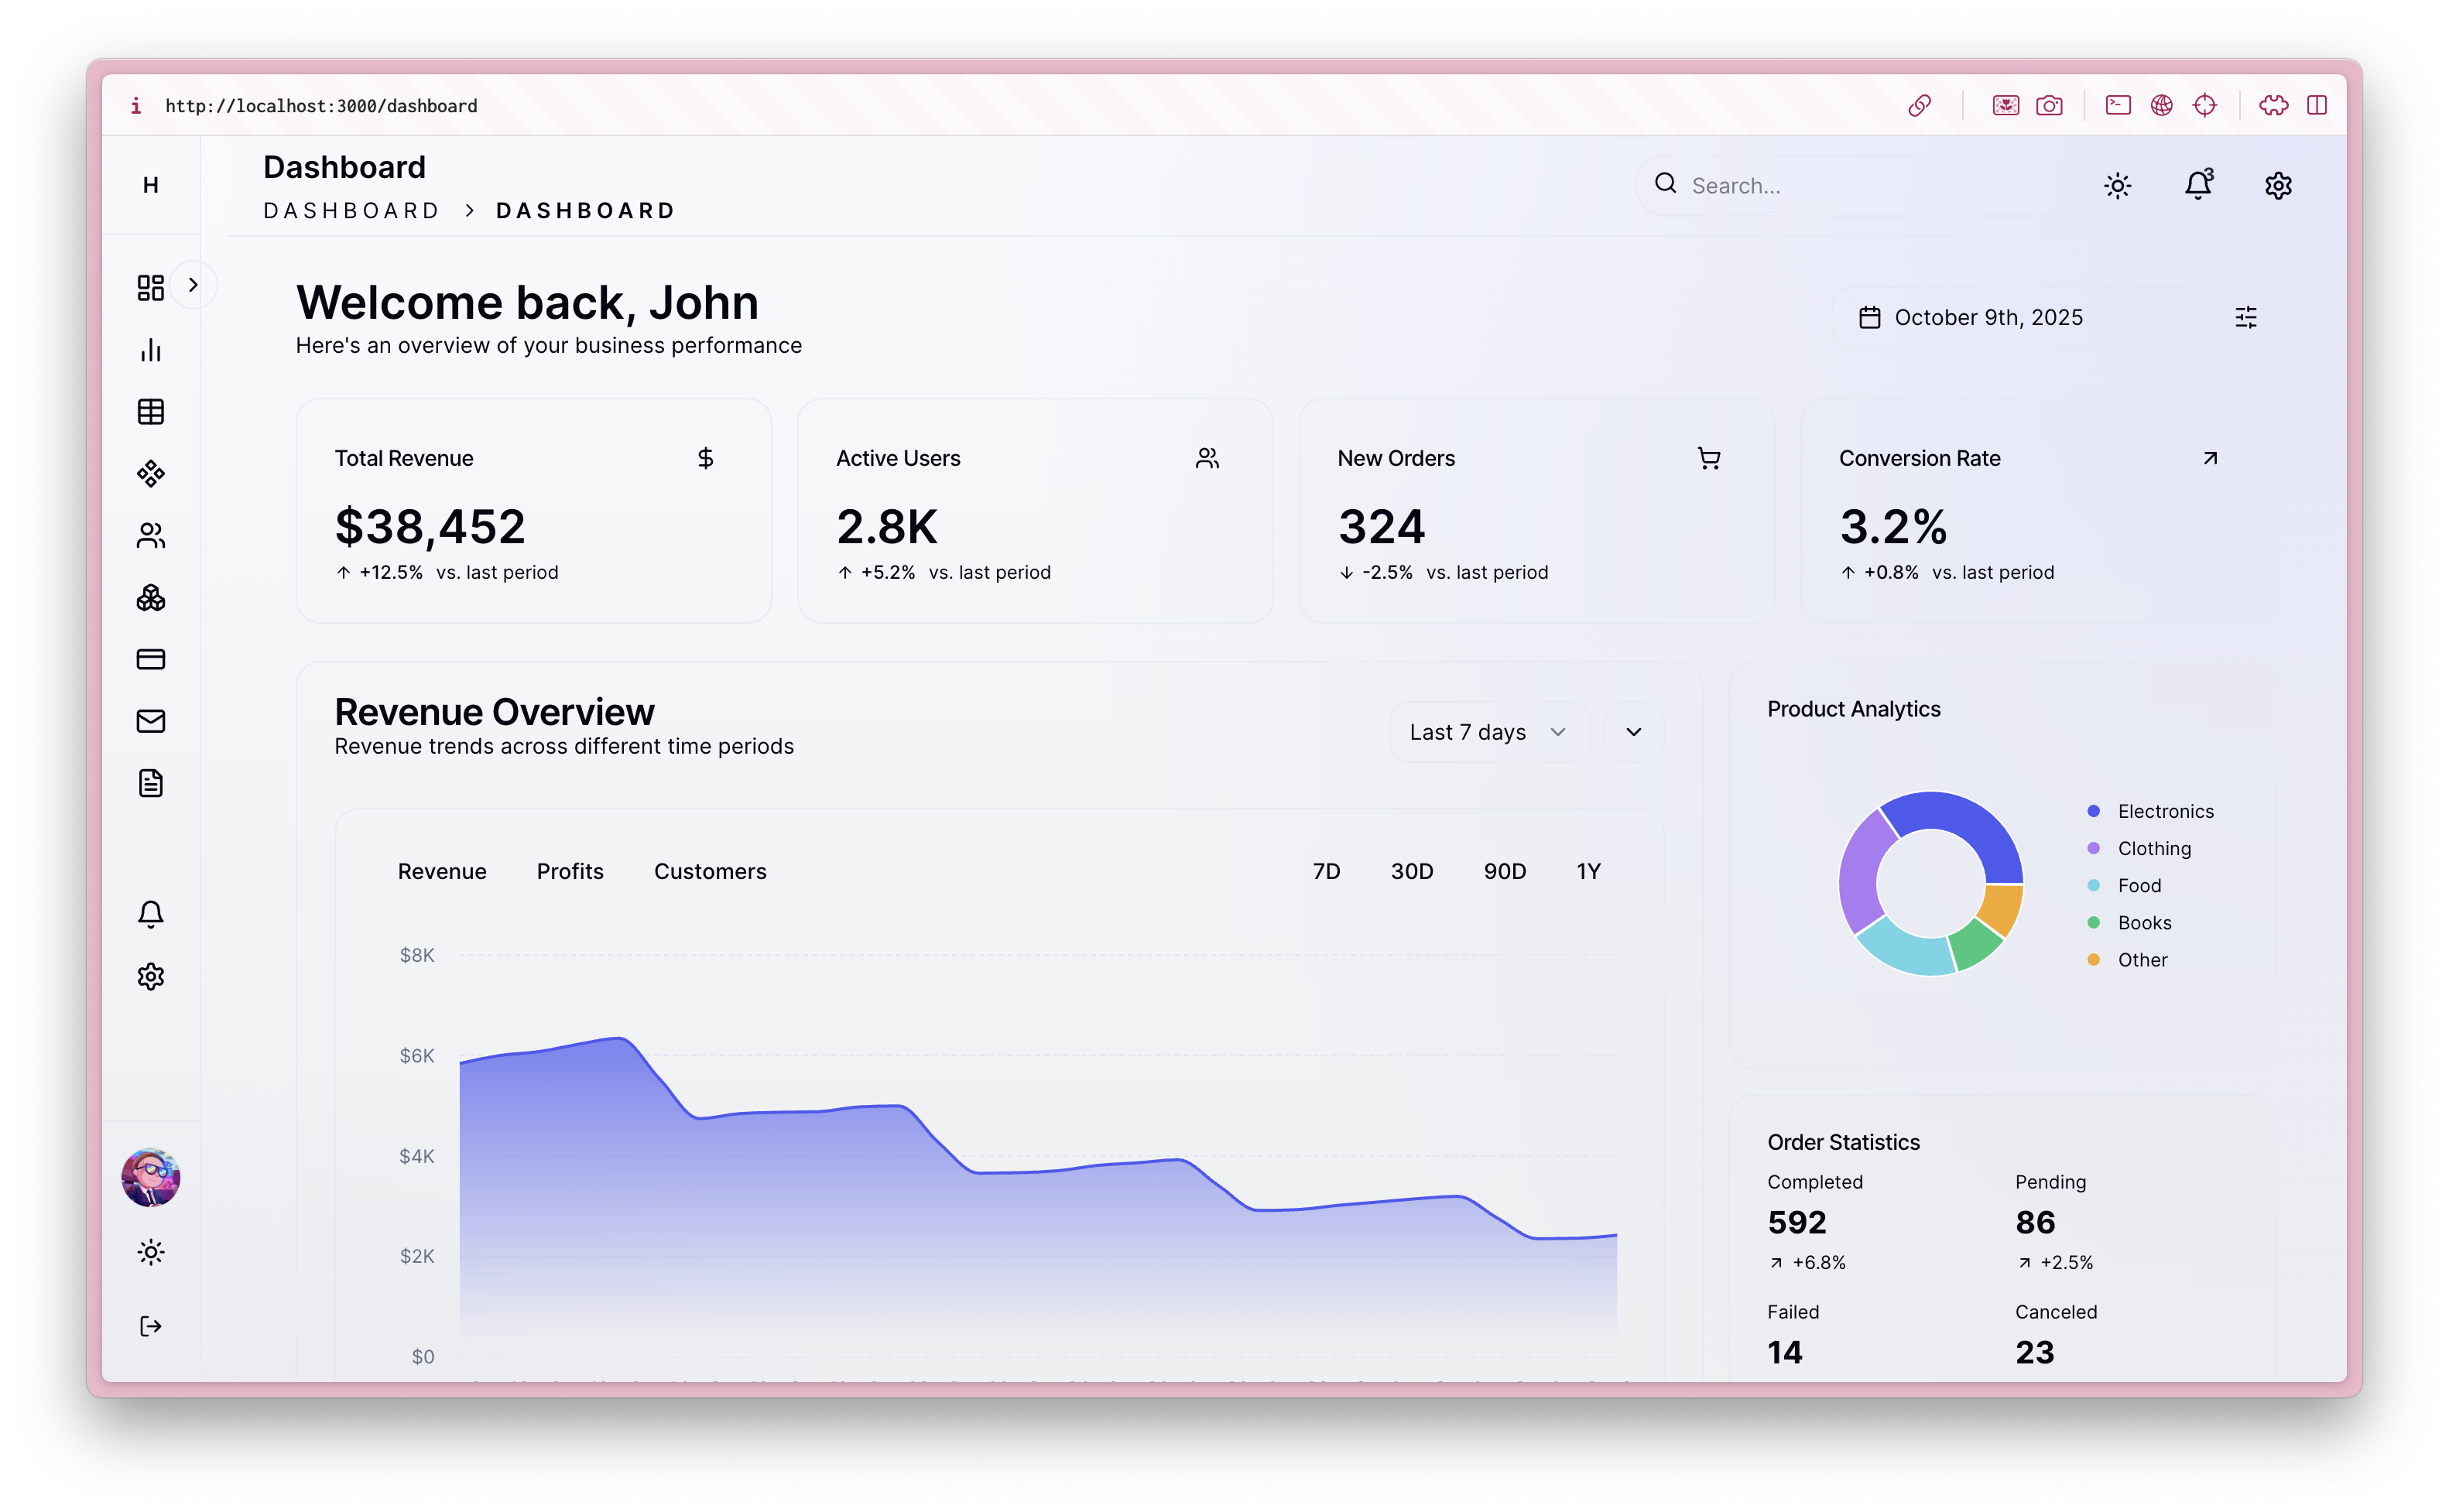 http://localhost:3000/dashboard
H
Dashboard
DASHBOARD > DASHBOARD
Search...
3
Welcome back, John
Here's an overview of your business performance
October 9th, 2025
Total Revenue
$38,452
+12.5% vs. last period
Active Users
2.8K
+5.2% vs. last period
New Orders
324
-2.5% vs. last period
Conversion Rate
3.2%
+0.8% vs. last period
Revenue Overview
Revenue trends across different time periods
Last 7 days
Revenue Profits Customers
7D 30D 90D 1Y
$8K
$6K
$4K
$2K
$0
Product Analytics
Electronics
Clothing
Food
Books
Other
Order Statistics
Completed
592
+6.8%
Pending
86
+2.5%
Failed
14
Canceled
23